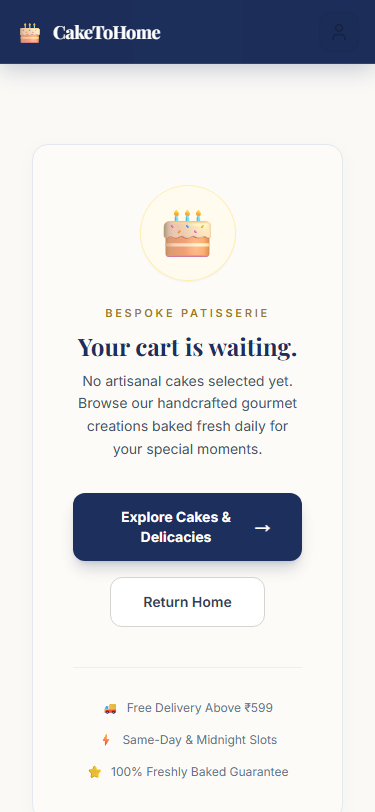 CakeToHome
BESPOKE PATISSERIE
Your cart is waiting.
No artisanal cakes selected yet.
Browse our handcrafted gourmet
creations baked fresh daily for
your special moments.
Explore Cakes &
Delicacies →
Return Home
Free Delivery Above ₹599
Same-Day & Midnight Slots
100% Freshly Baked Guarantee